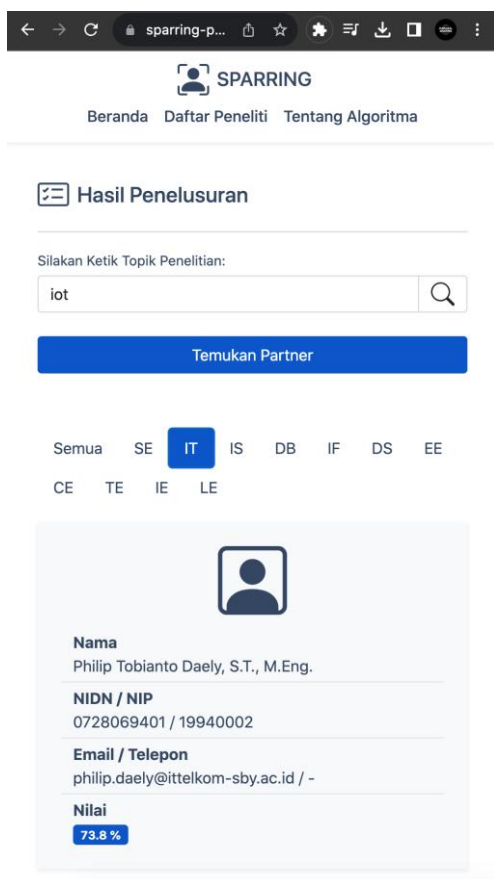 sparring-p...
SPARRING
Beranda Daftar Peneliti Tentang Algoritma
Hasil Penelusuran
Silakan Ketik Topik Penelitian:
iot
Temukan Partner
Semua SE IT IS DB IF DS EE
CE TE IE LE
Nama
Philip Tobianto Daely, S.T., M.Eng.
NIDN / NIP
0728069401 / 19940002
Email / Telepon
philip.daely@ittelkom-sby.ac.id / -
Nilai
73.8 %